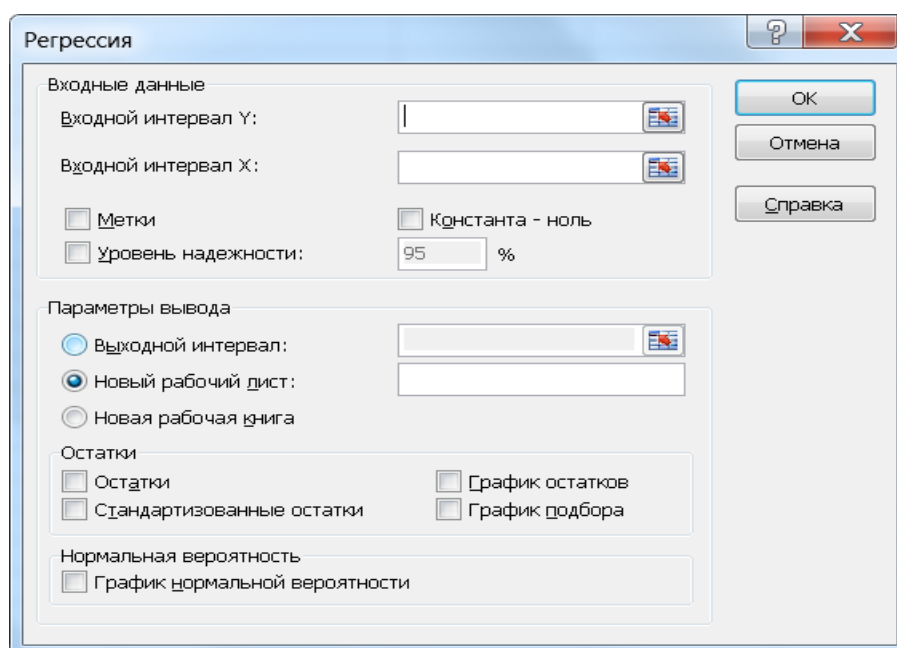 Регрессия
Входные данные
Входной интервал Y:
Входной интервал X:
Метки
Константа - ноль
Уровень надежности:
95 %
Параметры вывода
Выходной интервал:
Новый рабочий лист:
Новая рабочая книга
Остатки
Остатки
График остатков
Стандартизованные остатки
График подбора
Нормальная вероятность
График нормальной вероятности
ОК
Отмена
Справка